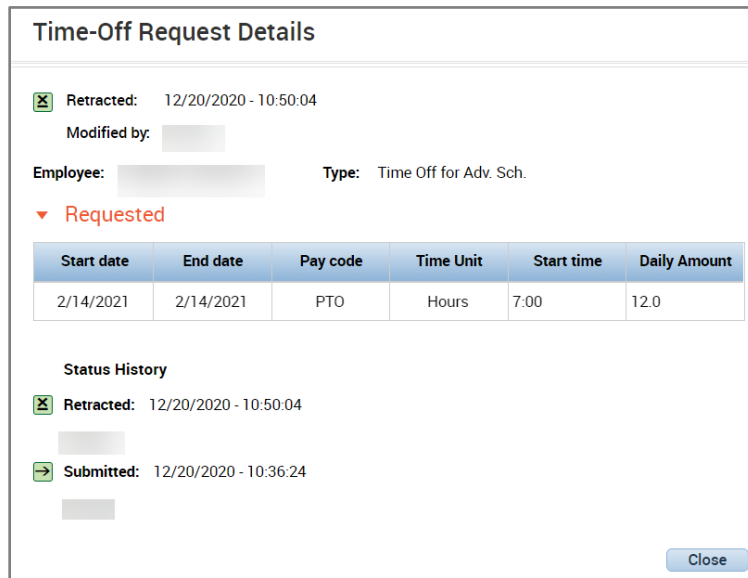 Time-Off Request Details
Retracted: 12/20/2020 - 10:50:04
Modified by:
Employee: Type: Time Off for Adv. Sch.
Requested
Start date End date Pay code Time Unit Start time Daily Amount
2/14/2021 2/14/2021 PTO Hours 7:00 12.0
Status History
Retracted: 12/20/2020 - 10:50:04
Submitted: 12/20/2020 - 10:36:24
Close